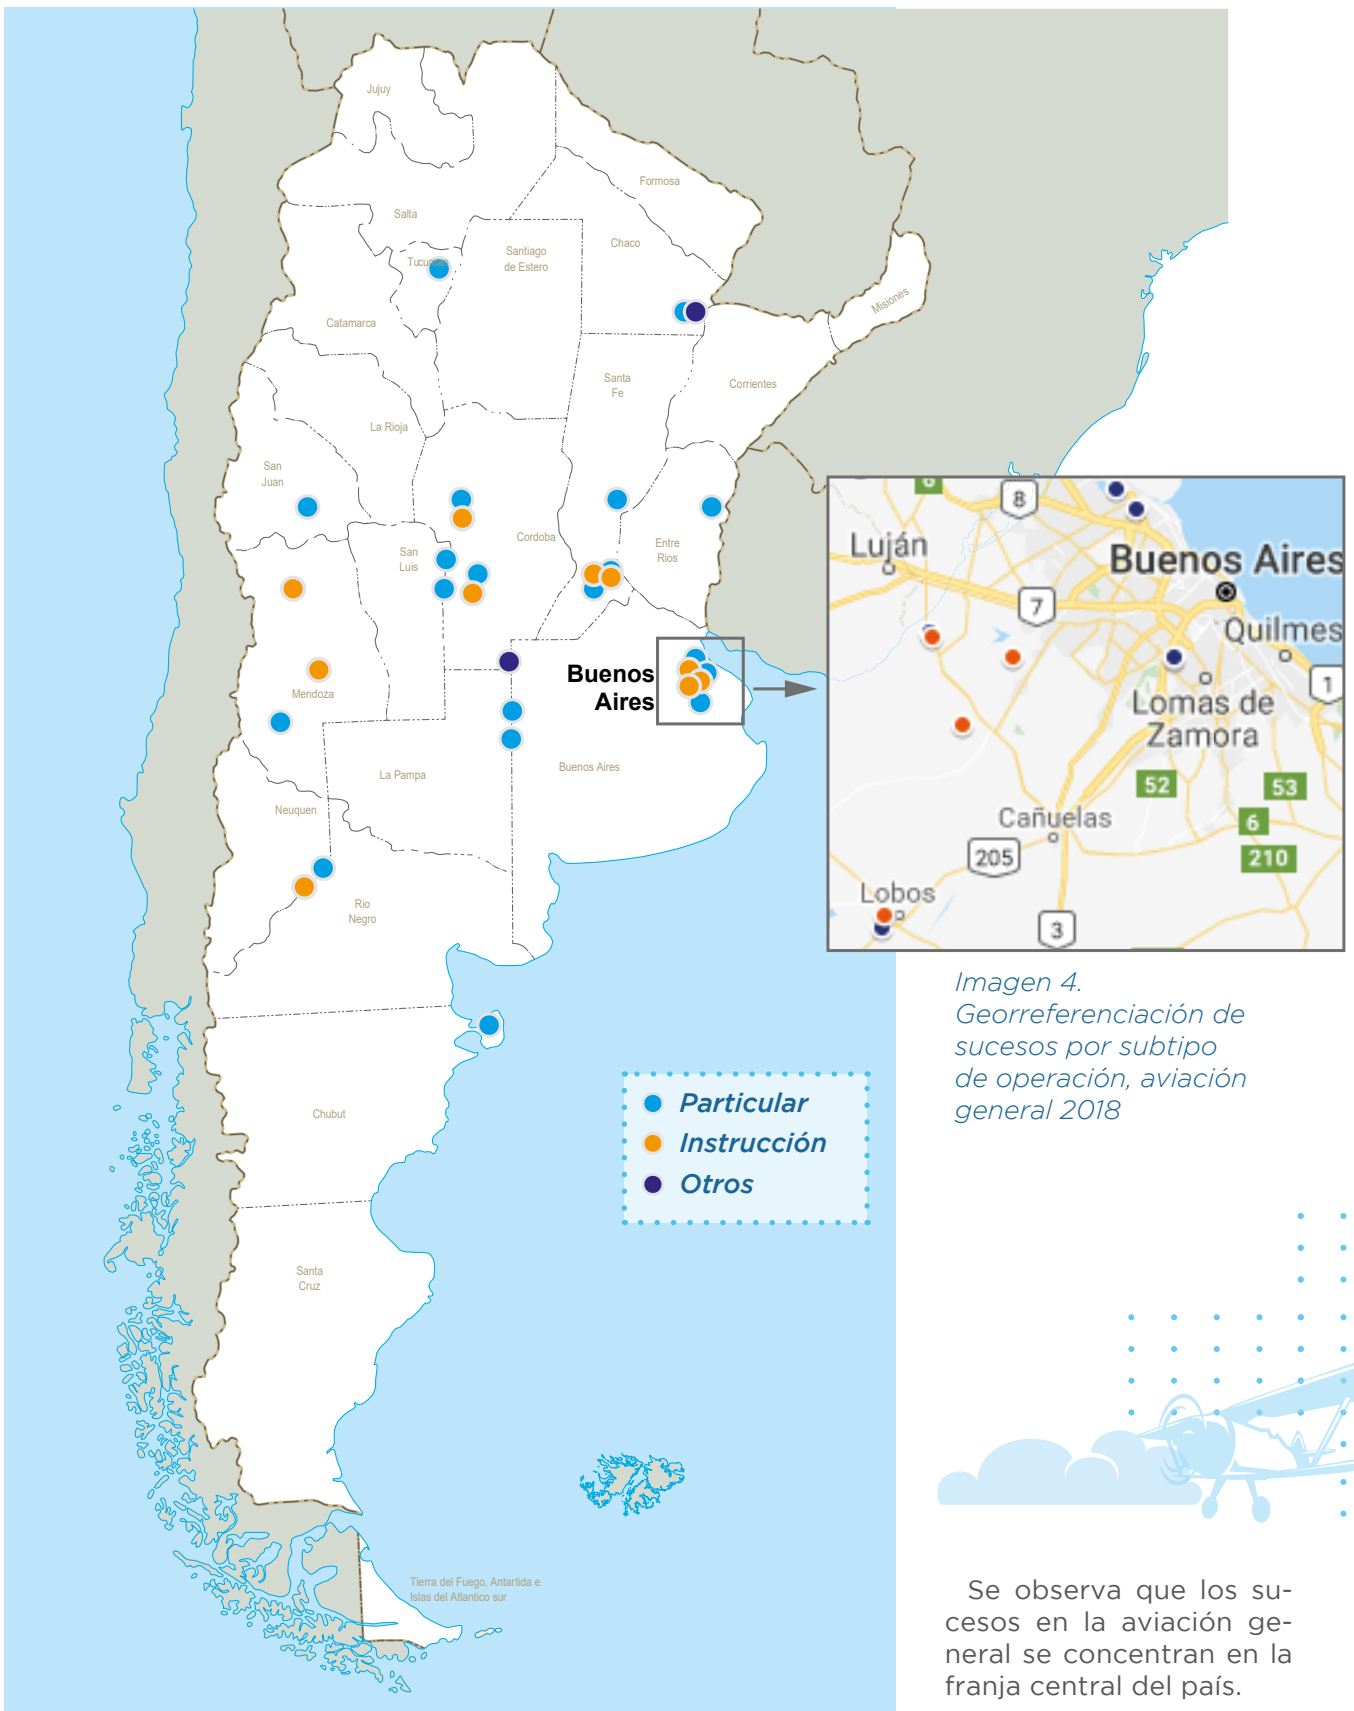 Jujuy
Formosa
Salta
Chaco
Santiago
de Estero
Tucuman
Misiones
Catamarca
Santa
Fe
Corrientes
La Rioja
San
Juan
Cordoba
Entre
Rios
San
Luis
Buenos
Aires
Mendoza
La Pampa
Buenos Aires
Neuquen
Rio
Negro
Chubut
Santa
Cruz
Tierra del Fuego, Antartida e
Islas del Atlantico sur
6
8
Luján
Buenos Aires
7
Quilmes
1
Lomas de
Zamora
52
53
Cañuelas
6
205
210
Lobos
3
Imagen 4.
Georreferenciación de
sucesos por subtipo
de operación, aviación
general 2018
Particular
Instrucción
Otros
Se observa que los su-
cesos en la aviación ge-
neral se concentran en la
franja central del país.